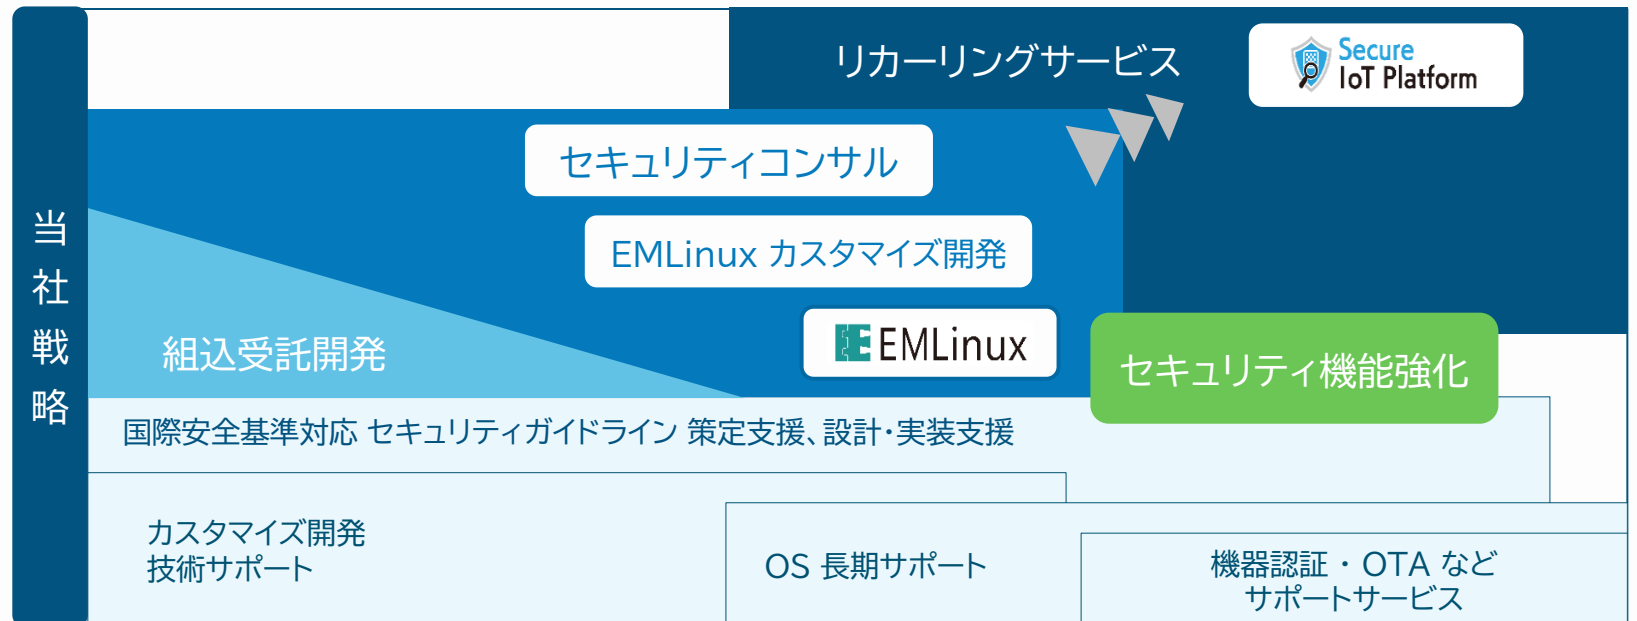 当社戦略
リカーリングサービス
Secure
IoT Platform
セキュリティコンサル
EMLinux カスタマイズ開発
EMLinux
組込受託開発
セキュリティ機能強化
国際安全基準対応 セキュリティガイドライン 策定支援、設計・実装支援
カスタマイズ開発
技術サポート
OS 長期サポート
機器認証・OTA など
サポートサービス